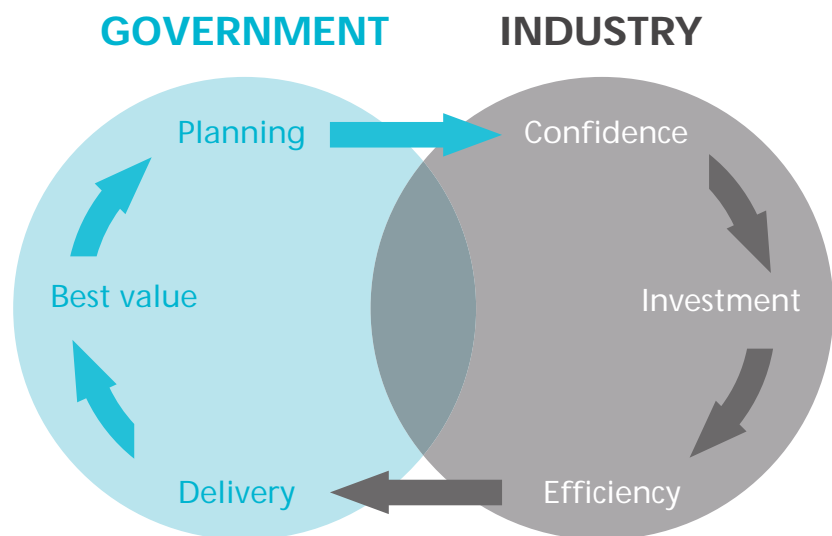 GOVERNMENT INDUSTRY
Planning Confidence
Best value Investment
Delivery Efficiency